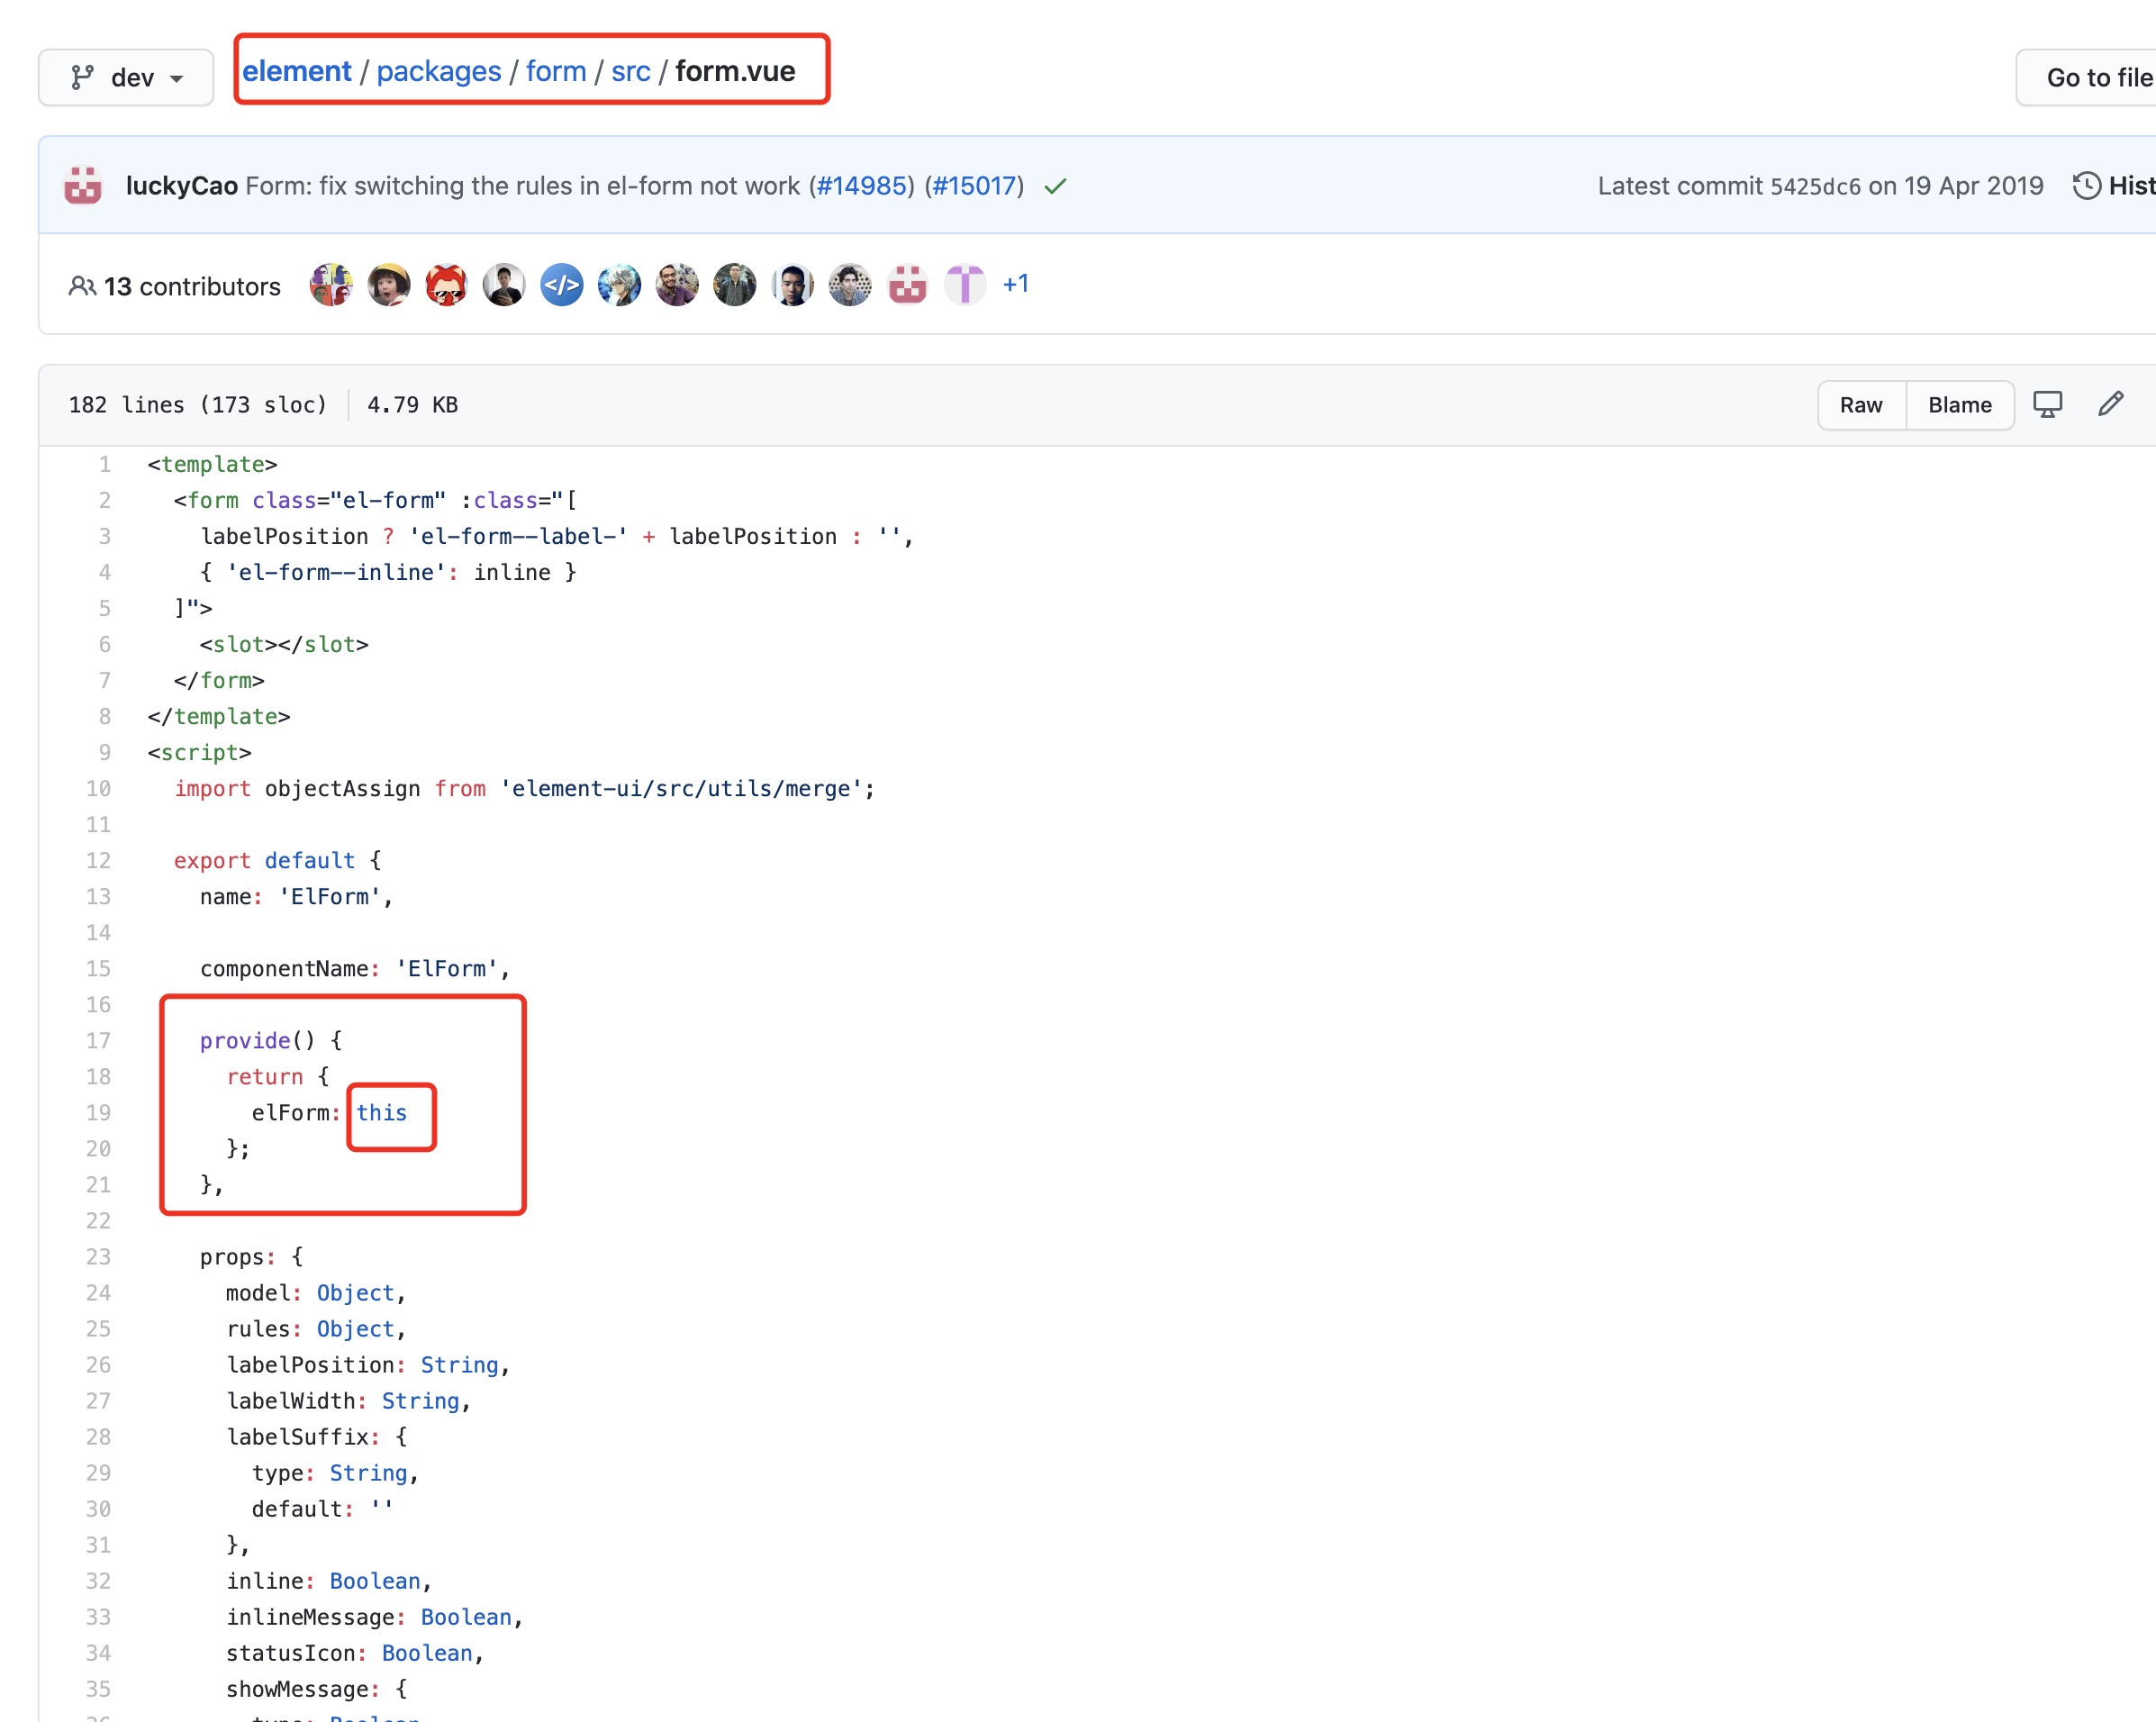 dev
element / packages / form / src / form.vue
Go to file
luckyCao Form: fix switching the rules in el-form not work (#14985) (#15017)
Latest commit 5425dc6 on 19 Apr 2019
Hist
13 contributors
</>
+1
182 lines (173 sloc) 4.79 KB
Raw
Blame
1 <template>
2 <form class="el-form" :class="[
3 labelPosition ? 'el-form--label-' + labelPosition : '',
4 { 'el-form--inline': inline }
5 ]">
6 <slot></slot>
7 </form>
8 </template>
9 <script>
10 import objectAssign from 'element-ui/src/utils/merge';
11
12 export default {
13 name: 'ElForm',
14
15 componentName: 'ElForm',
16
17 provide() {
18 return {
19 elForm: this
20 };
21 },
22
23 props: {
24 model: Object,
25 rules: Object,
26 labelPosition: String,
27 labelWidth: String,
28 labelSuffix: {
29 type: String,
30 default: ''
31 },
32 inline: Boolean,
33 inlineMessage: Boolean,
34 statusIcon: Boolean,
35 showMessage: {
36 type: Boolean